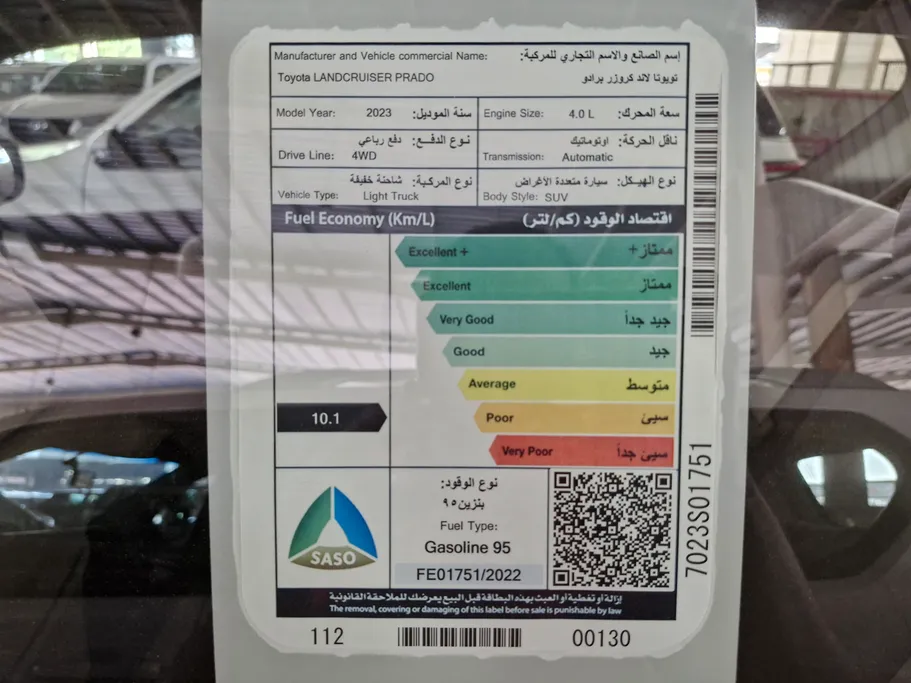 Manufacturer and Vehicle commercial Name: إسم الصانع والاسم التجاري للمركبة:
Toyota LANDCRUISER PRADO تويوتا لاند كروزر برادو
Model Year: 2023 سنة الموديل:
Engine Size: 4.0 L سعة المحرك:
نوع الدفع: دفع رباعي
Drive Line: 4WD
ناقل الحركة: اوتوماتيك
Transmission: Automatic
نوع المركبة: شاحنة خفيفة
Vehicle Type: Light Truck
نوع الهيكل: سيارة متعددة الأغراض
Body Style: SUV
Fuel Economy (Km/L) اقتصاد الوقود (كم/لتر)
Excellent + ممتاز +
Excellent ممتاز
Very Good جيد جداً
Good جيد
Average متوسط
10.1
Poor سيئ
Very Poor سيئ جداً
SASO
نوع الوقود:
بنزين ٩٥
Fuel Type:
Gasoline 95
FE01751/2022
7023S01751
إزالة أو تغطية أو العبث بهذه البطاقة قبل البيع يعرضك للملاحقة القانونية
The removal, covering or damaging of this label before sale is punishable by law
112 00130